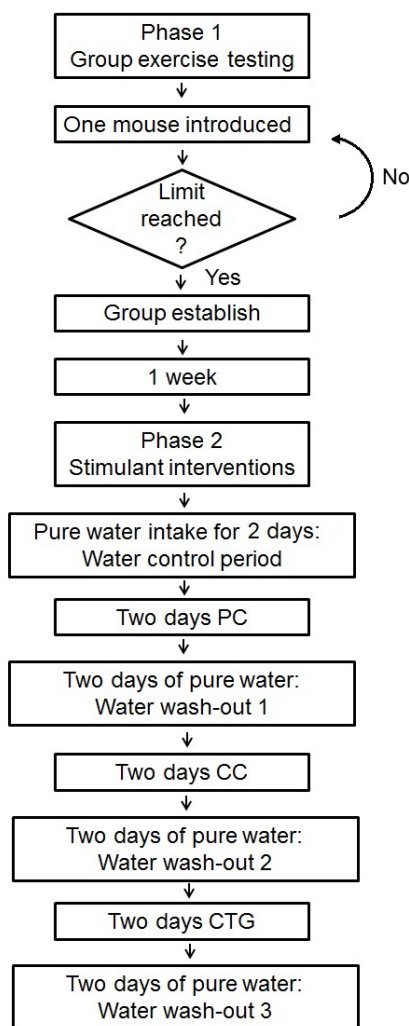 Phase 1
Group exercise testing
One mouse introduced
No
Limit
reached
?
Yes
Group establish
1 week
Phase 2
Stimulant interventions
Pure water intake for 2 days:
Water control period
Two days PC
Two days of pure water:
Water wash-out 1
Two days CC
Two days of pure water:
Water wash-out 2
Two days CTG
Two days of pure water:
Water wash-out 3